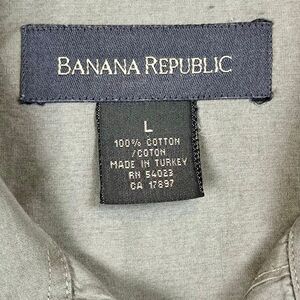 BANANA REPUBLIC
L
100% COTTON
/COTON
MADE IN TURKEY
RN 54023
CA 17897